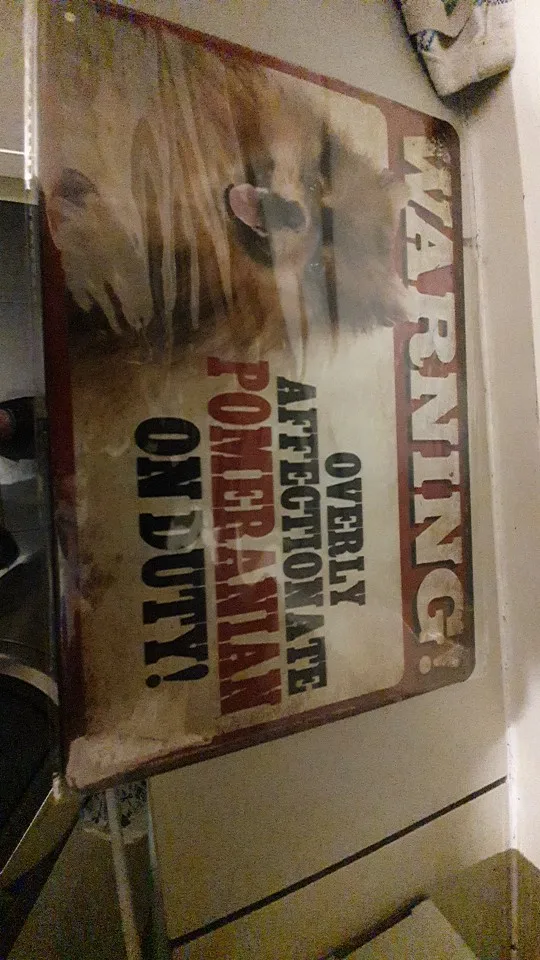 WARNING!
OVERLY
AFFECTIONATE
POMERANIAN
ON DUTY!